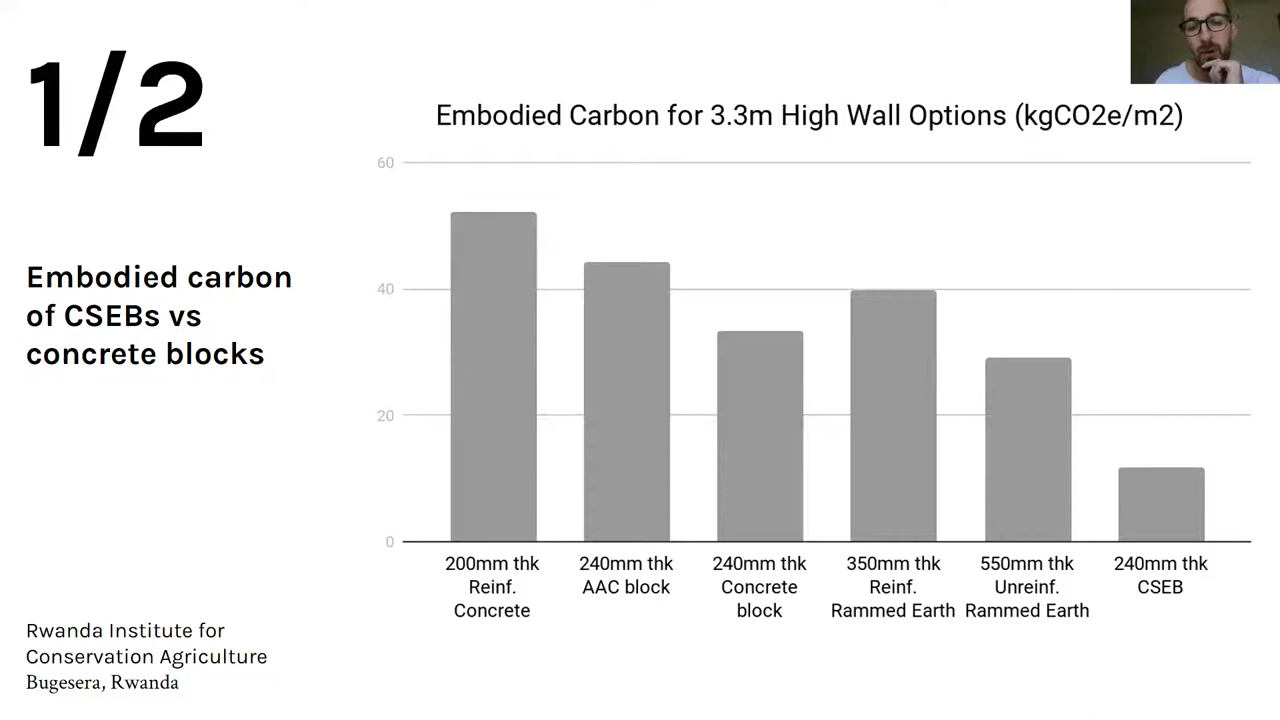 1/2
Embodied carbon
of CSEBs vs
concrete blocks
Rwanda Institute for
Conservation Agriculture
Bugesera, Rwanda
Embodied Carbon for 3.3m High Wall Options (kgCO2e/m2)
60
40
20
0
200mm thk
Reinf.
Concrete
240mm thk
AAC block
240mm thk
Concrete
block
350mm thk
Reinf.
Rammed Earth
550mm thk
Unreinf.
Rammed Earth
240mm thk
CSEB